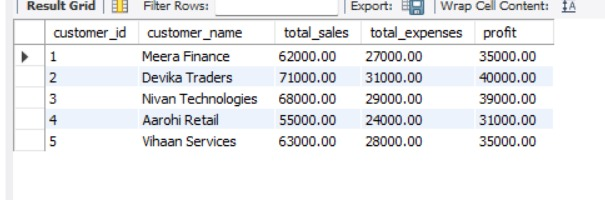 Result Grid Filter Rows: Export: Wrap Cell Content: IA
customer_id customer_name total_sales total_expenses profit
1 Meera Finance 62000.00 27000.00 35000.00
2 Devika Traders 71000.00 31000.00 40000.00
3 Nivan Technologies 68000.00 29000.00 39000.00
4 Aarohi Retail 55000.00 24000.00 31000.00
5 Vihaan Services 63000.00 28000.00 35000.00